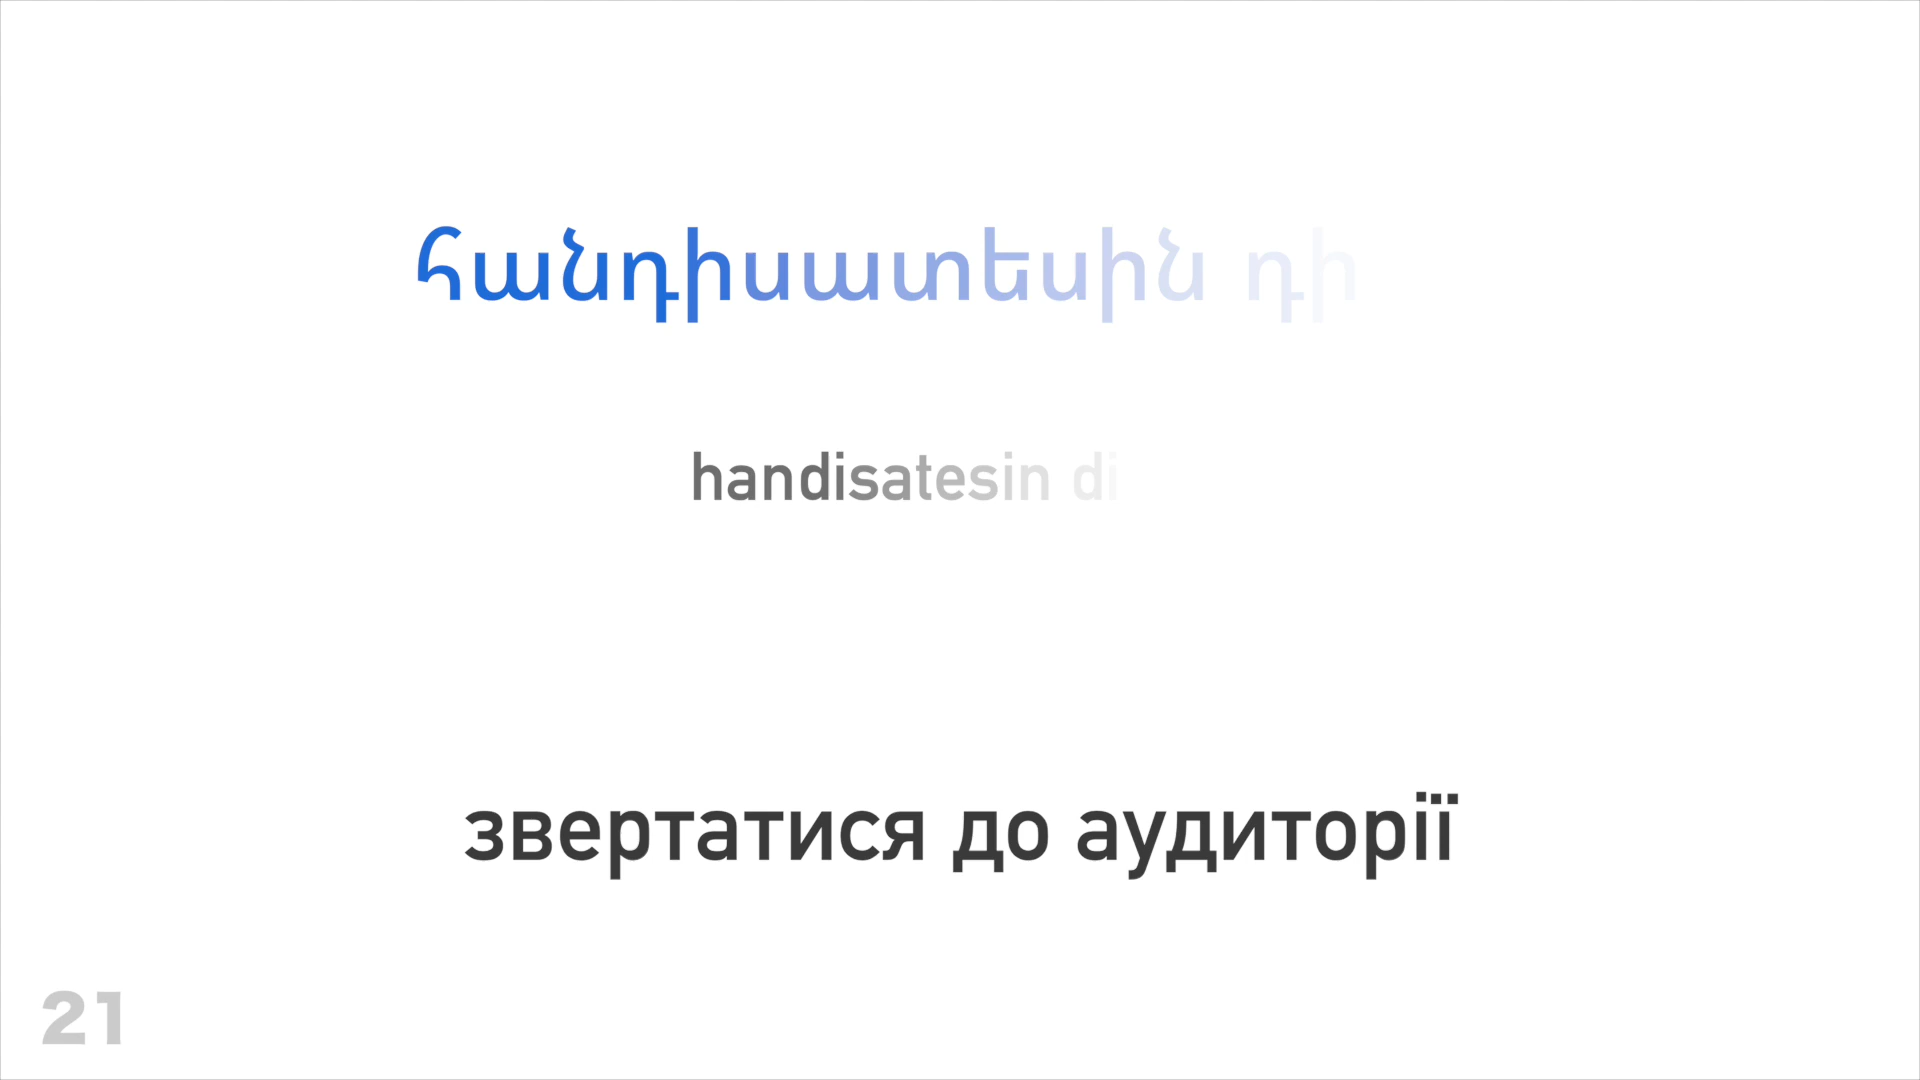 հանդիսատեսին դի
handisatesin di
звертатися до аудиторії
21